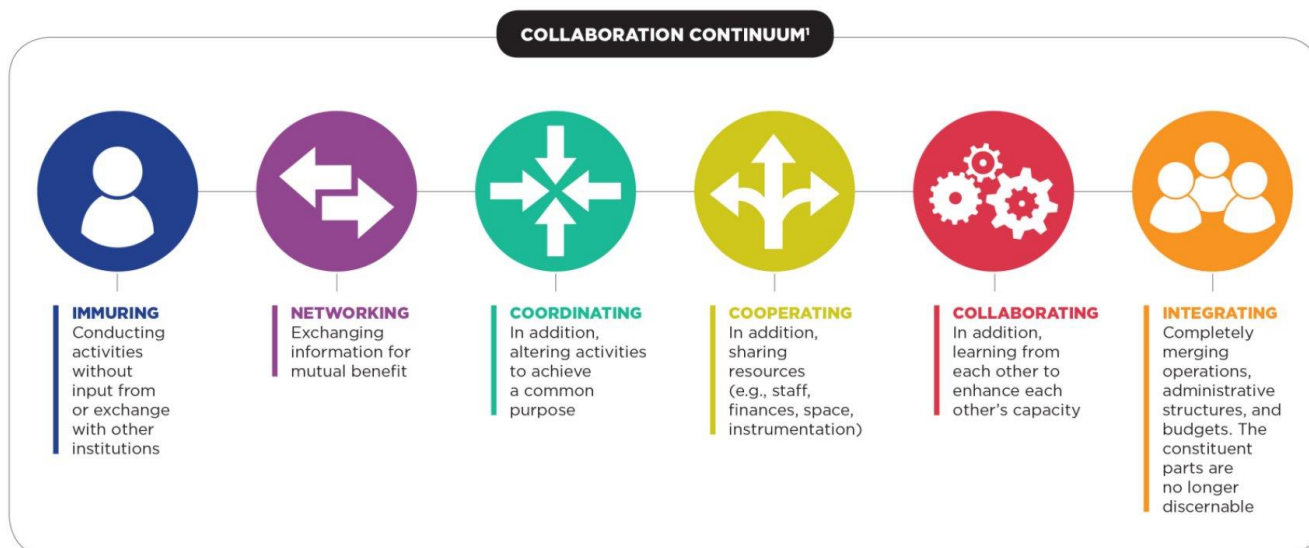 COLLABORATION CONTINUUM¹
IMMURING
Conducting
activities
without
input from
or exchange
with other
institutions
NETWORKING
Exchanging
information for
mutual benefit
COORDINATING
In addition,
altering activities
to achieve
a common
purpose
COOPERATING
In addition,
sharing
resources
(e.g., staff,
finances, space,
instrumentation)
COLLABORATING
In addition,
learning from
each other to
enhance each
other's capacity
INTEGRATING
Completely
merging
operations,
administrative
structures, and
budgets. The
constituent
parts are
no longer
discernable